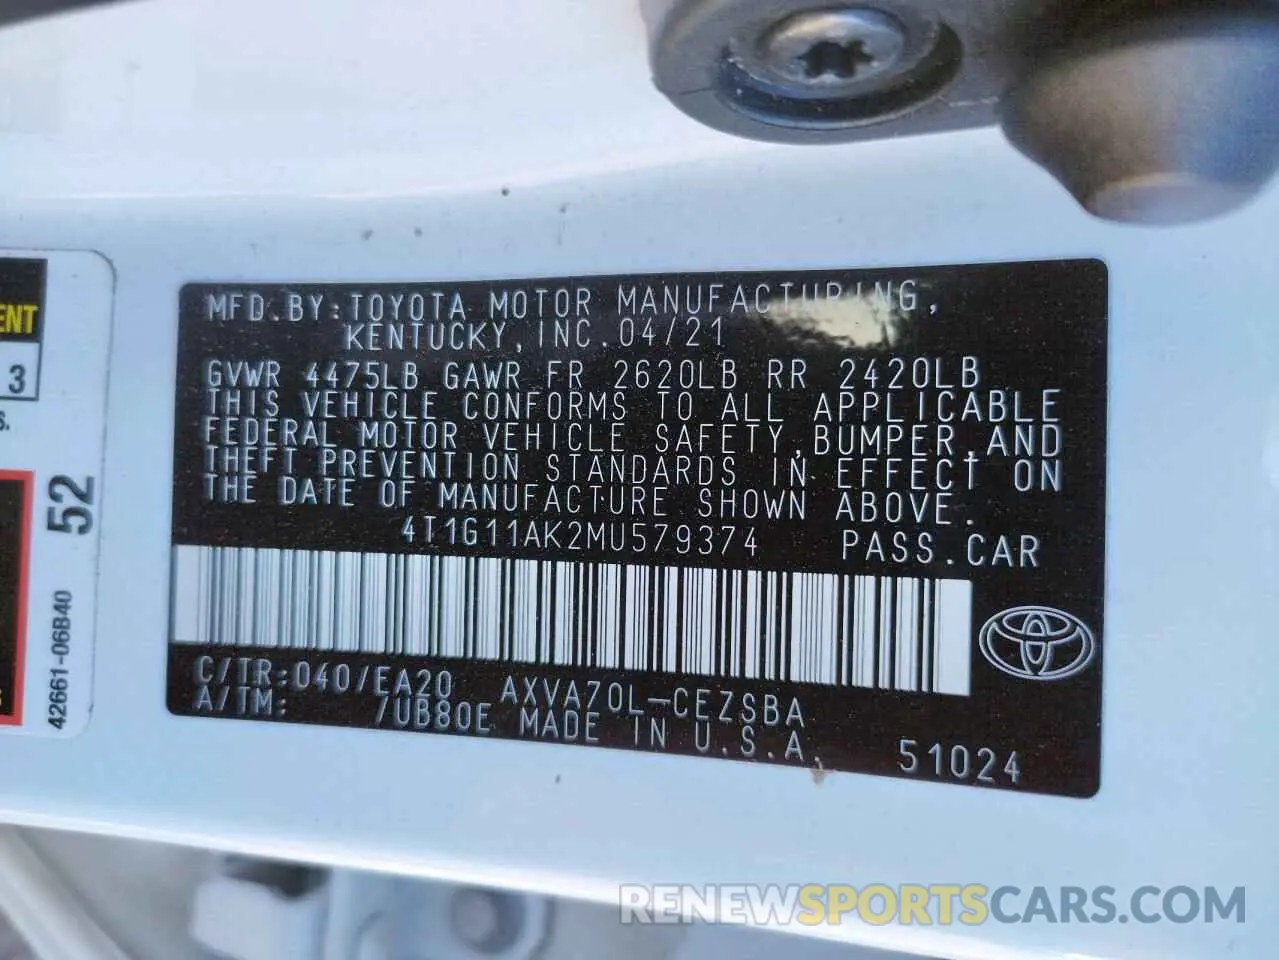 MFD.BY:TOYOTA MOTOR MANUFACTURING,
KENTUCKY,INC.04/21
GVWR 4475LB GAWR FR 2620LB RR 2420LB
THIS VEHICLE CONFORMS TO ALL APPLICABLE
FEDERAL MOTOR VEHICLE SAFETY,BUMPER,AND
THEFT PREVENTION STANDARDS IN EFFECT ON
THE DATE OF MANUFACTURE SHOWN ABOVE.
4T1G11AK2MU579374 PASS.CAR
C/TR:040/EA20 AXVA70L-CEZSBA
A/TM: /UB80E MADE IN U.S.A. 51024
3
52
42661-06B40
RENEWSPORTSCARS.COM